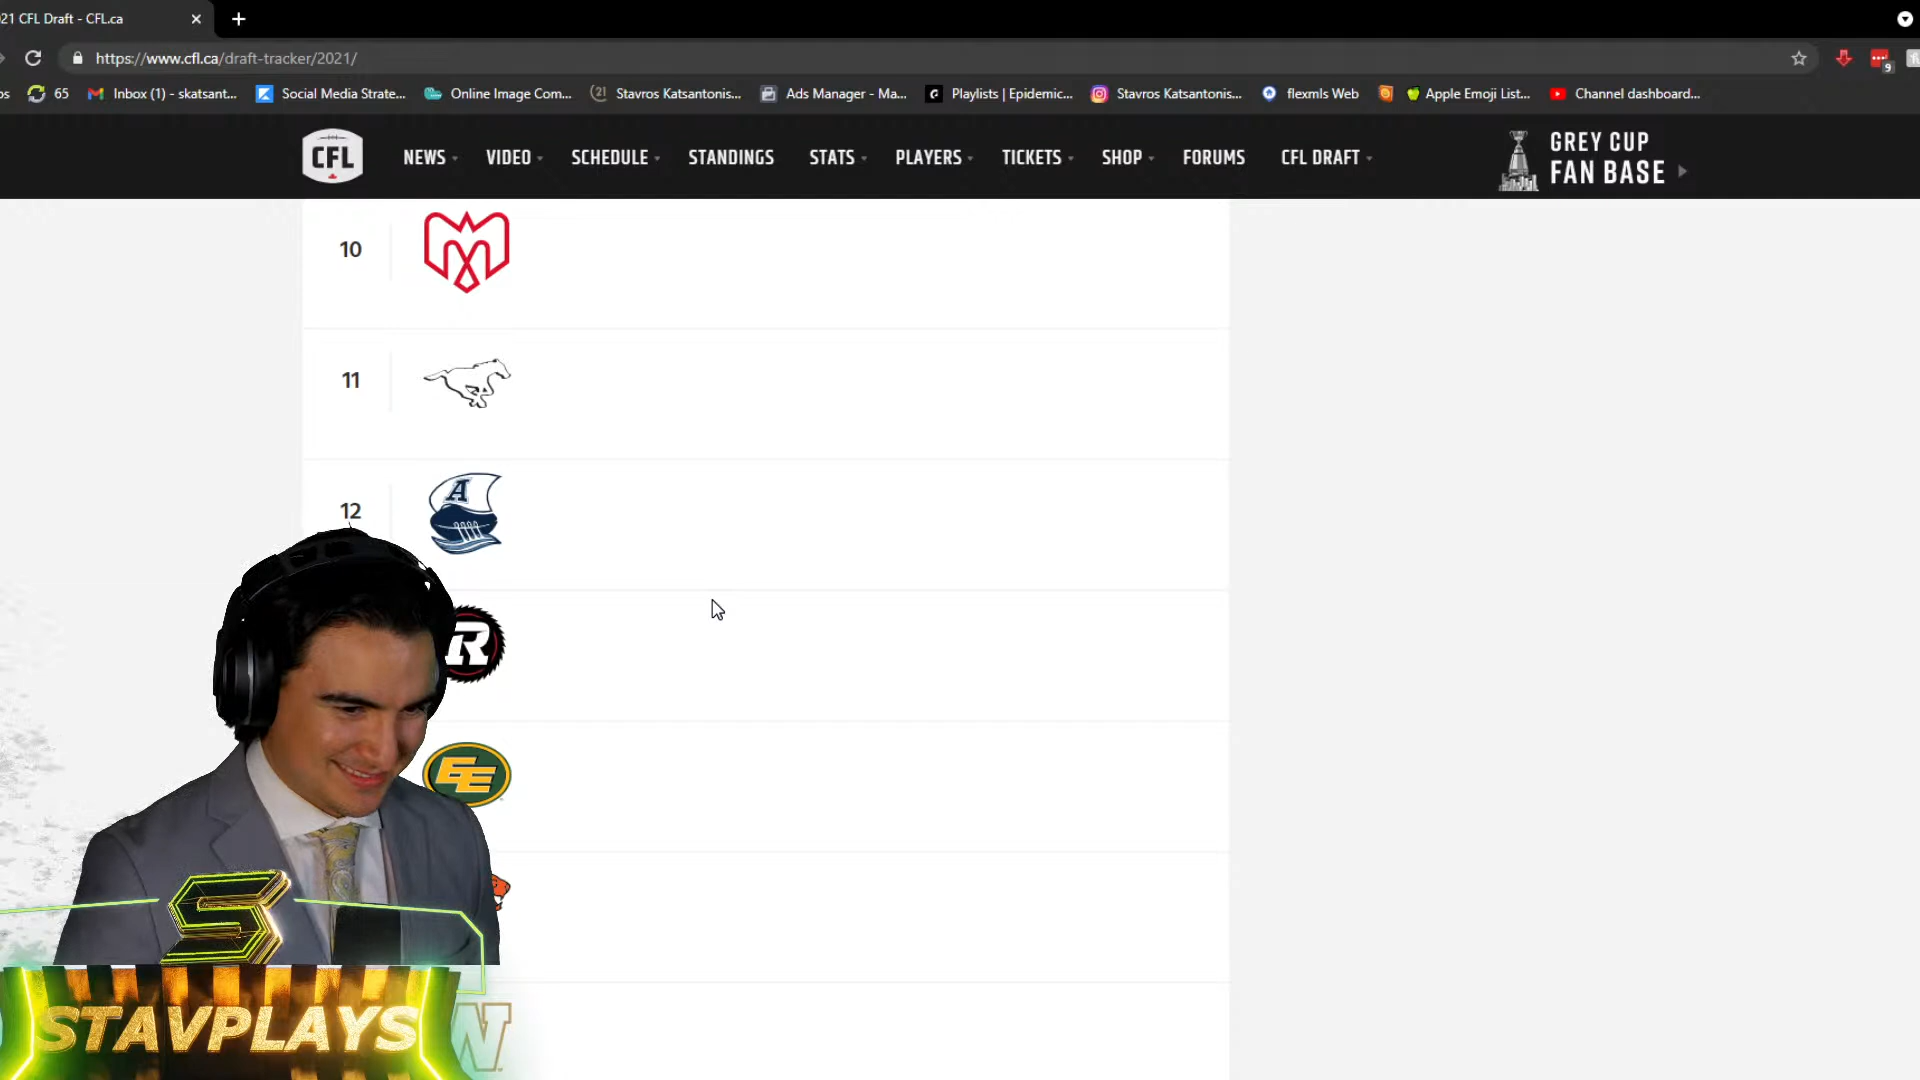 21 CFL Draft - CFL.ca
https://www.cfl.ca/draft-tracker/2021/
65 Inbox (1) - skatsant... Social Media Strate... Online Image Com... Stavros Katsantonis... Ads Manager - Ma... Playlists | Epidemic... Stavros Katsantonis... flexmls Web Apple Emoji List... Channel dashboard...
CFL NEWS VIDEO SCHEDULE STANDINGS STATS PLAYERS TICKETS SHOP FORUMS CFL DRAFT
GREY CUP
FAN BASE
10
11
12
A
R
EE
S
STAVPLAYS
W